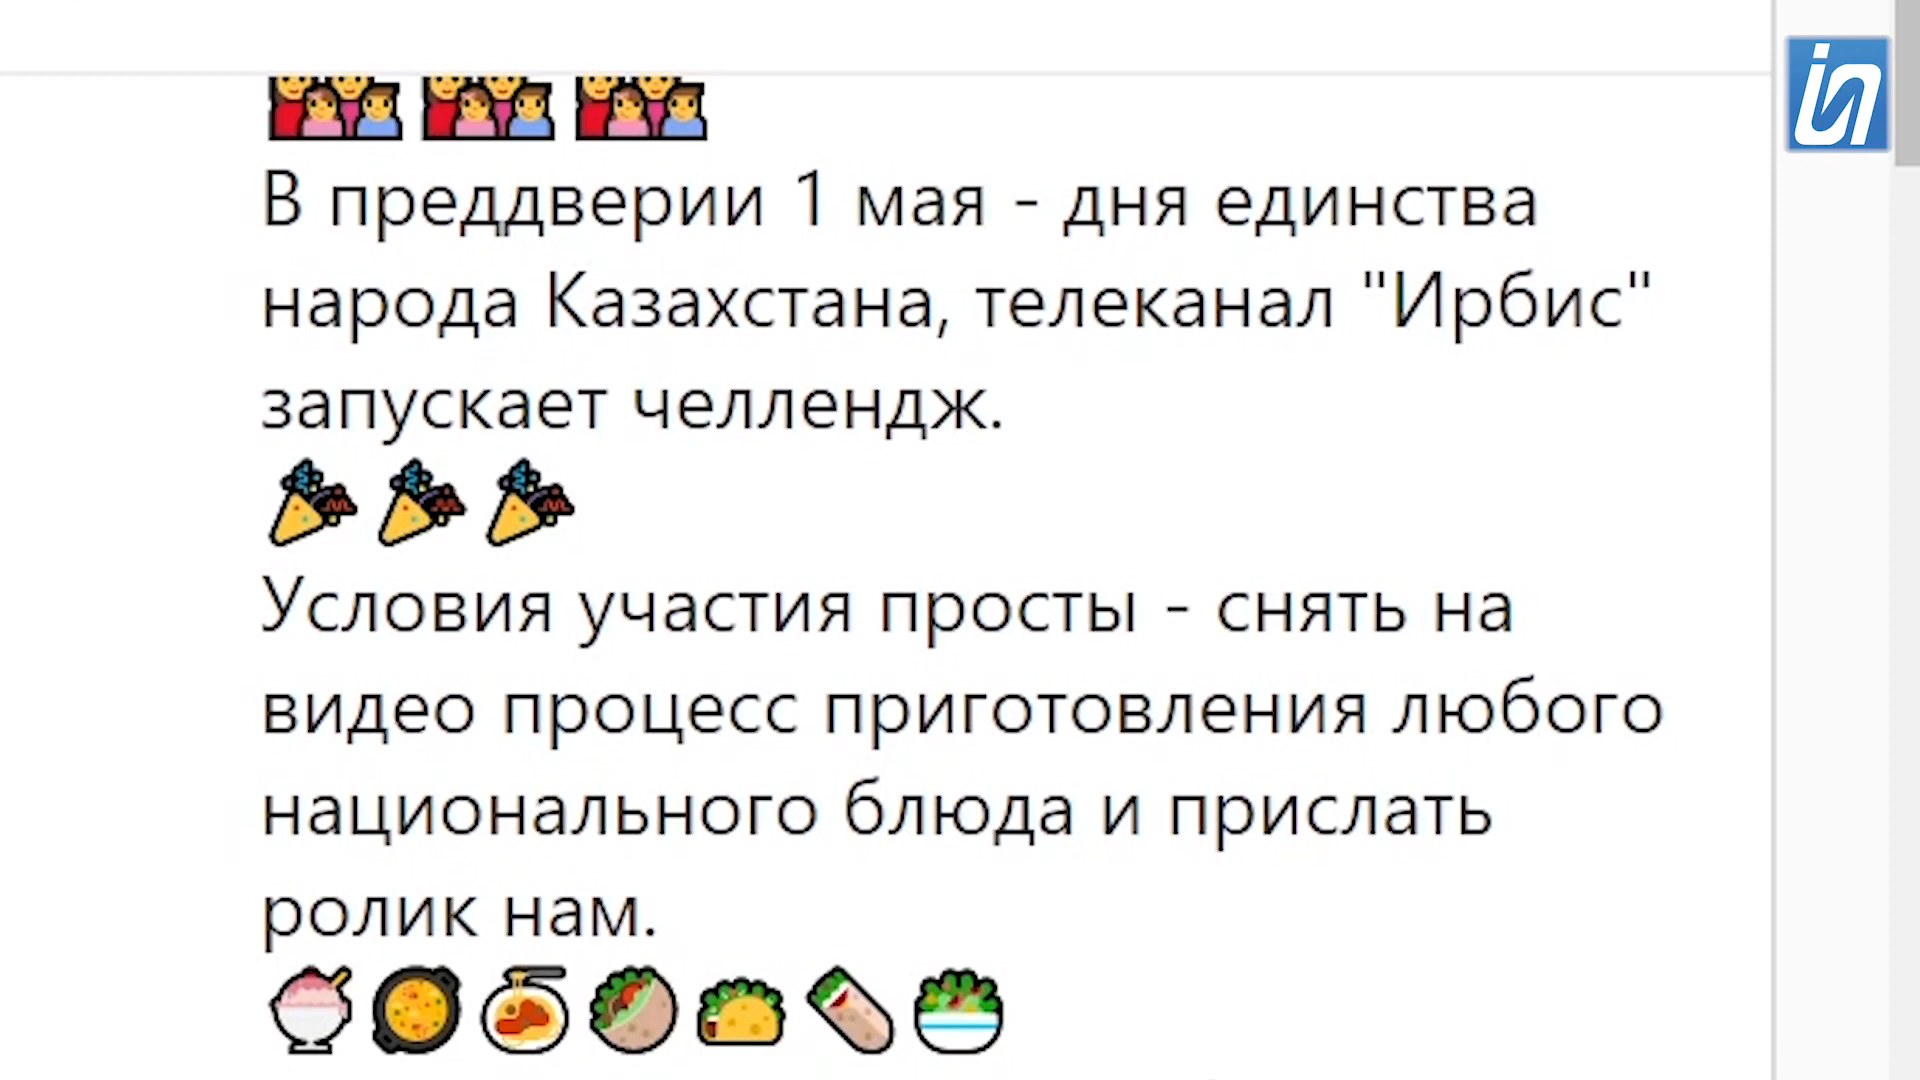 В преддверии 1 мая - дня единства
народа Казахстана, телеканал "Ирбис"
запускает челлендж.
Условия участия просты - снять на
видео процесс приготовления любого
национального блюда и прислать
ролик нам.